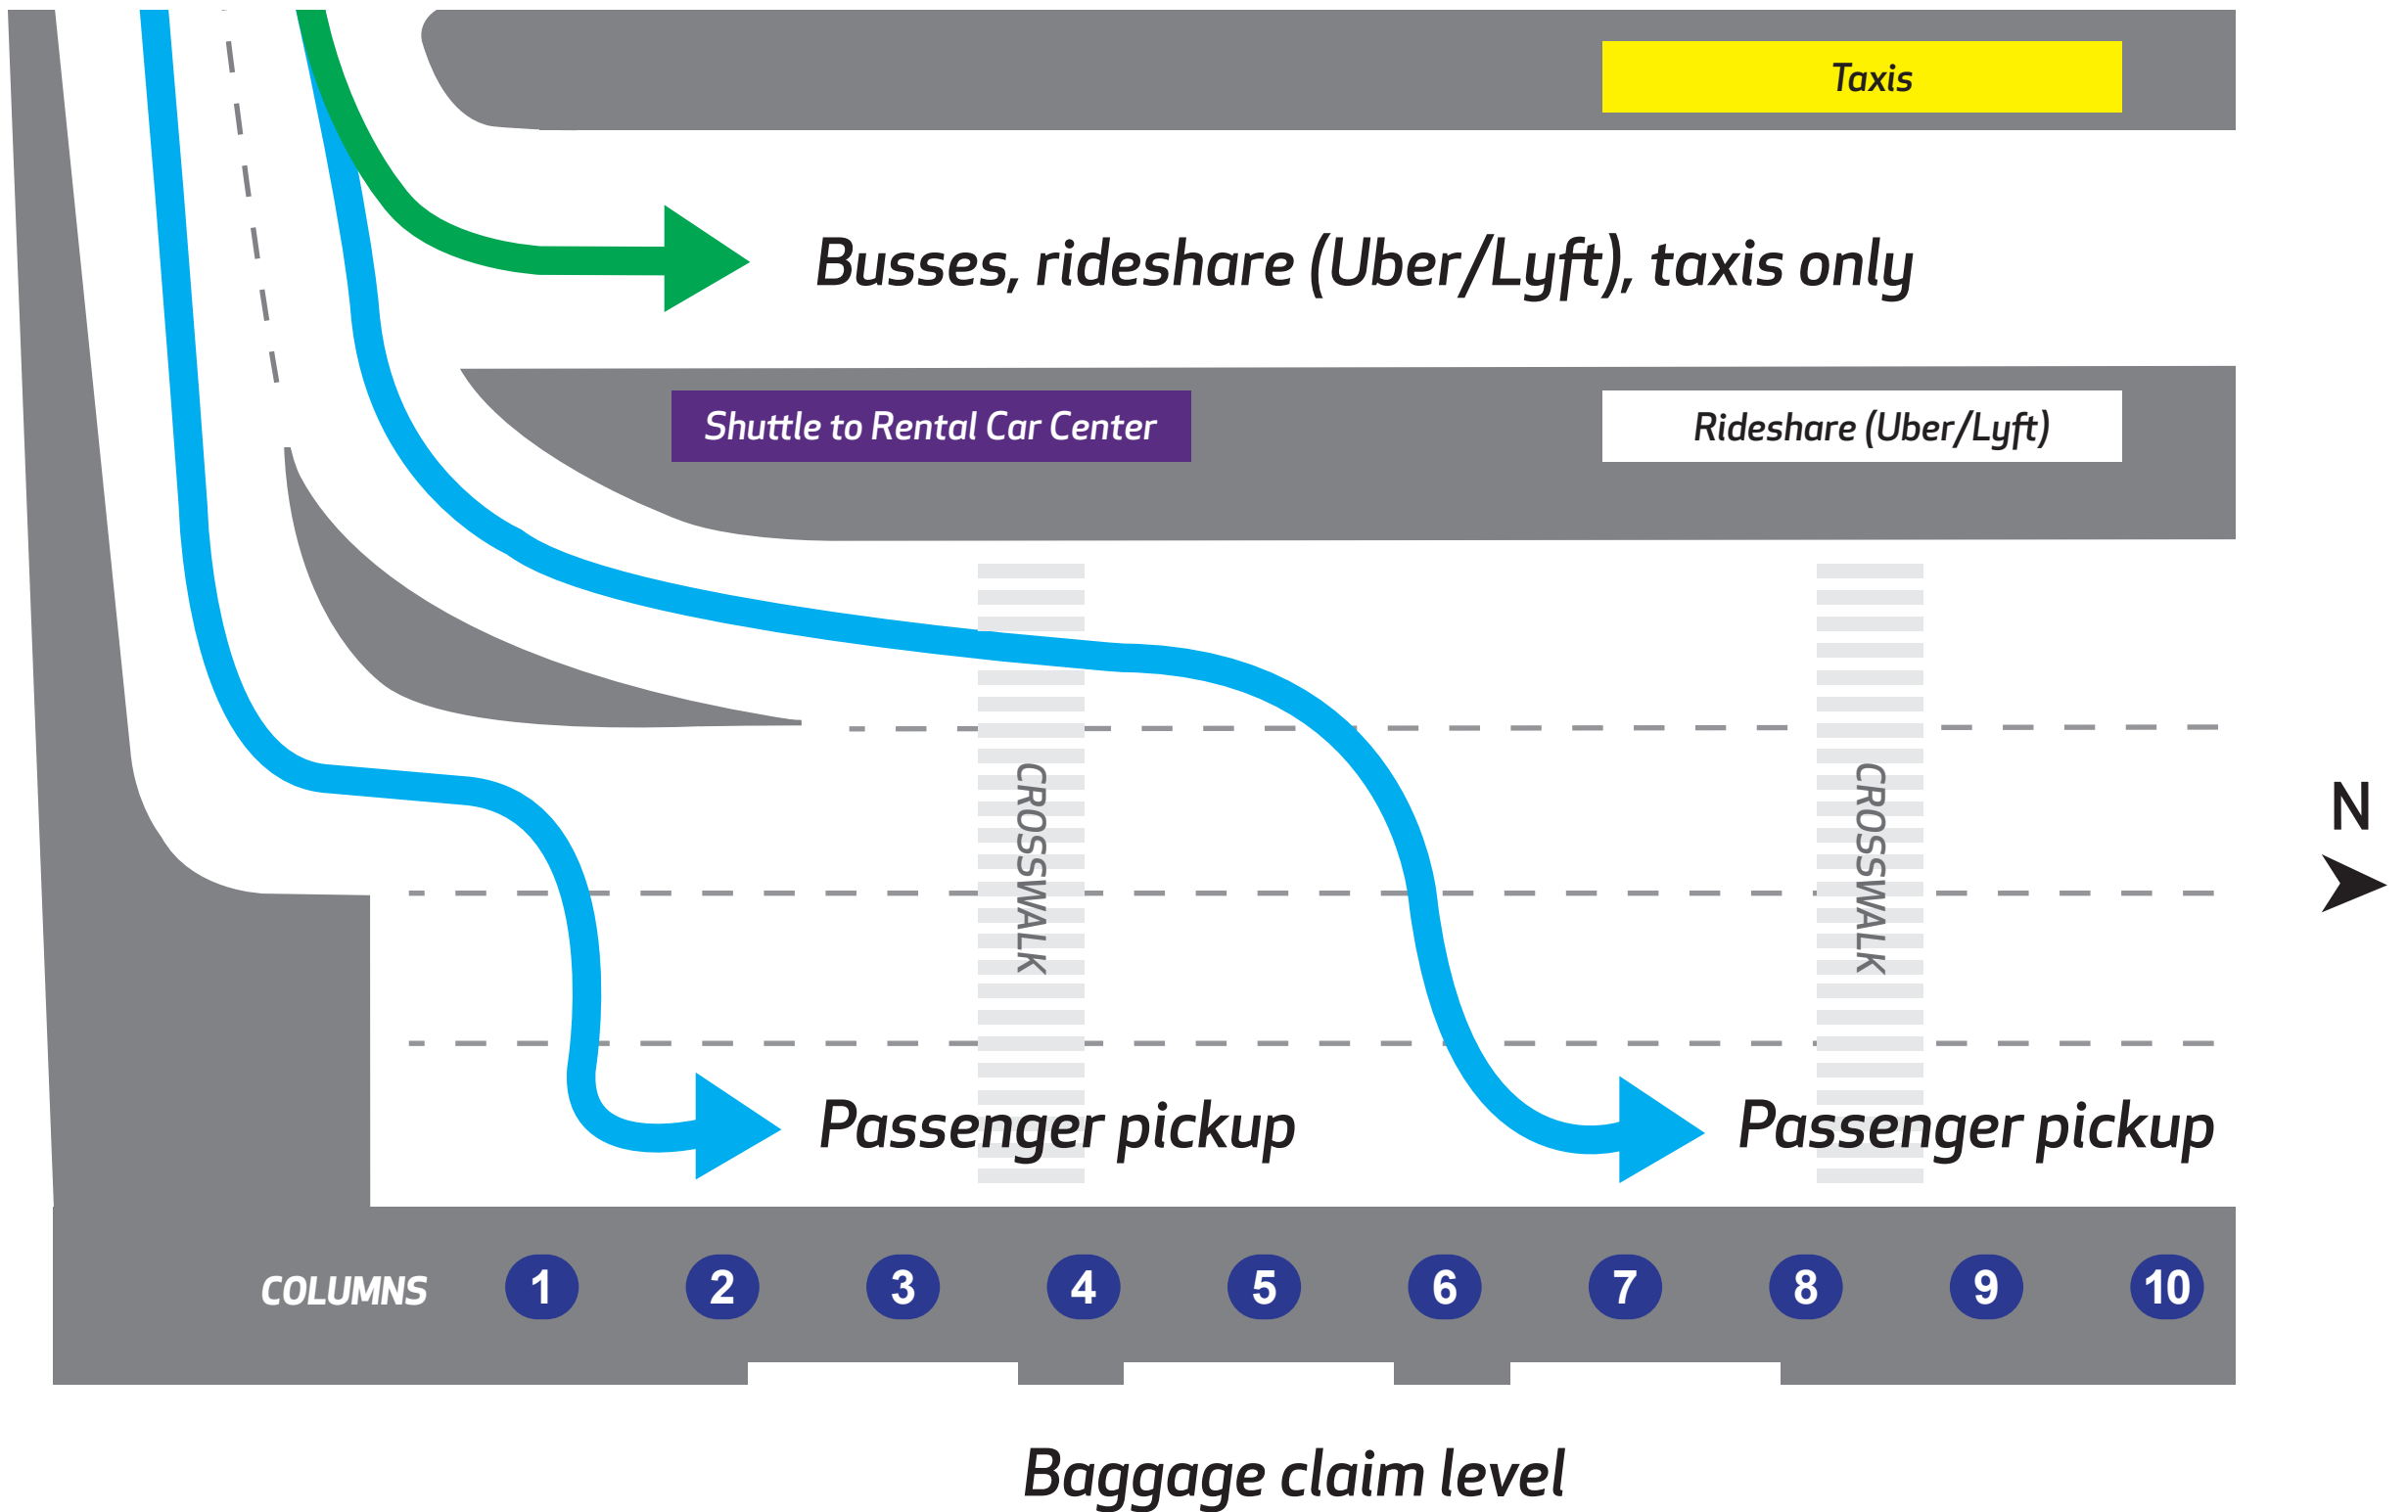 Taxis
Busses, rideshare (Uber/Lyft), taxis only
Shuttle to Rental Car Center
Rideshare (Uber/Lyft)
CROSSWALK
CROSSWALK
N
Passenger pickup
Passenger pickup
COLUMNS 1 2 3 4 5 6 7 8 9 10
Baggage claim level